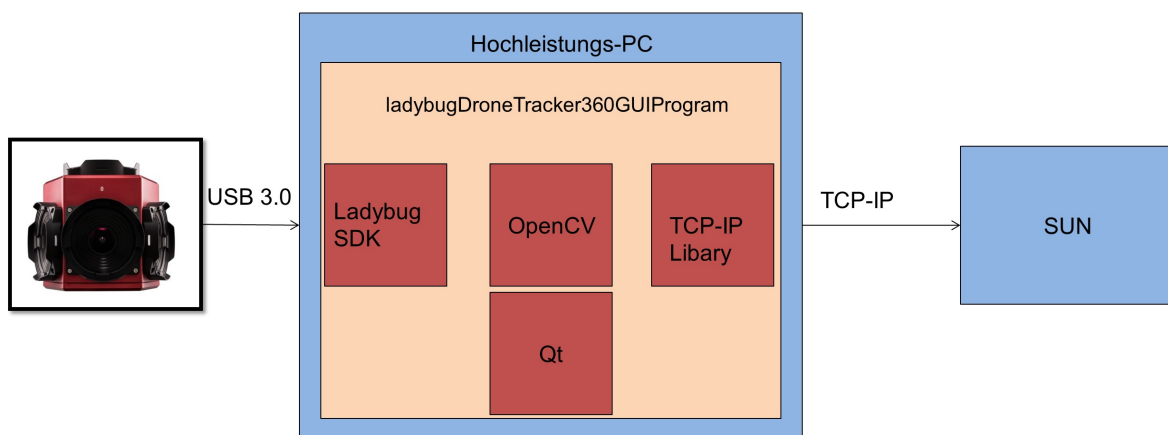 Hochleistungs-PC
ladybugDroneTracker360GUIProgram
USB 3.0
Ladybug
SDK
OpenCV
TCP-IP
Libary
Qt
TCP-IP
SUN